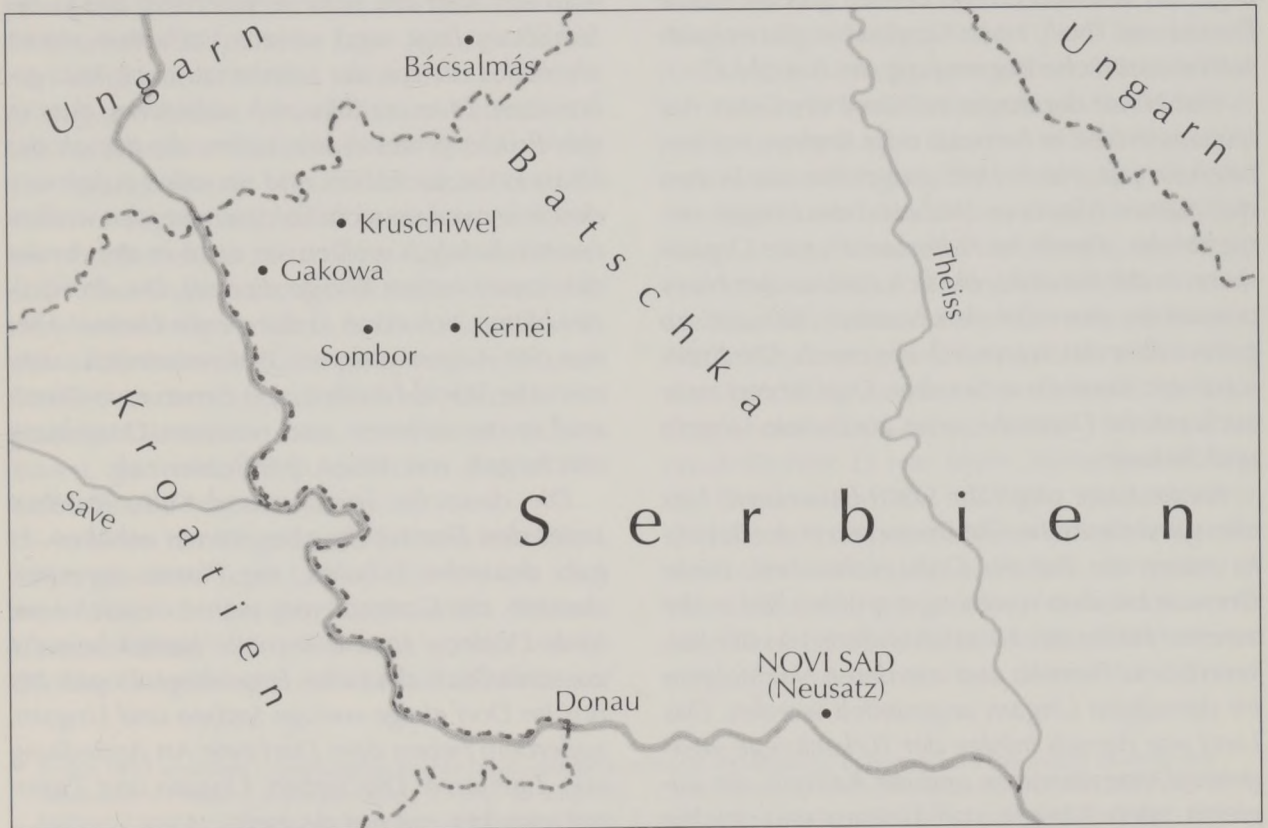 Ungarn
Bácsalmás
Ungarn
Batschka
Kruschiwel
Gakowa
Theiss
Sombor
Kernei
Kroatien
Save
Serbien
NOVI SAD
(Neusatz)
Donau